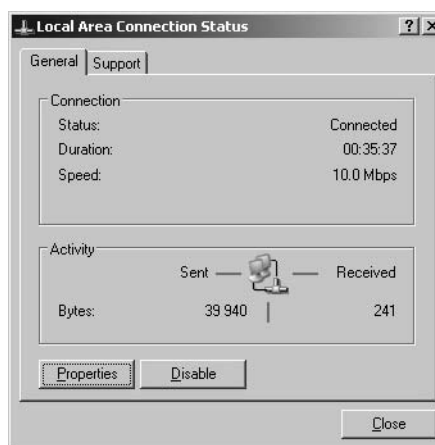 Local Area Connection Status
General Support
Connection
Status: Connected
Duration: 00:35:37
Speed: 10.0 Mbps
Activity
Sent Received
Bytes: 39 940 241
Properties Disable
Close